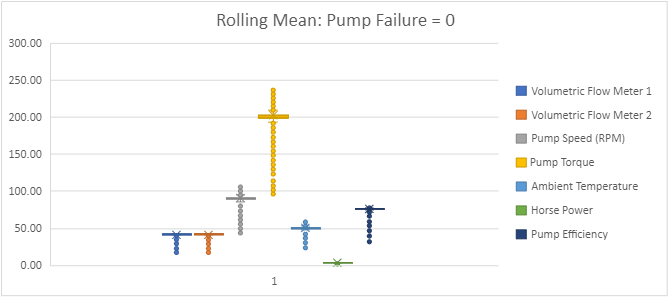 Rolling Mean: Pump Failure = 0
300.00
250.00
200.00
150.00
100.00
50.00
0.00
1
Volumetric Flow Meter 1
Volumetric Flow Meter 2
Pump Speed (RPM)
Pump Torque
Ambient Temperature
Horse Power
Pump Efficiency